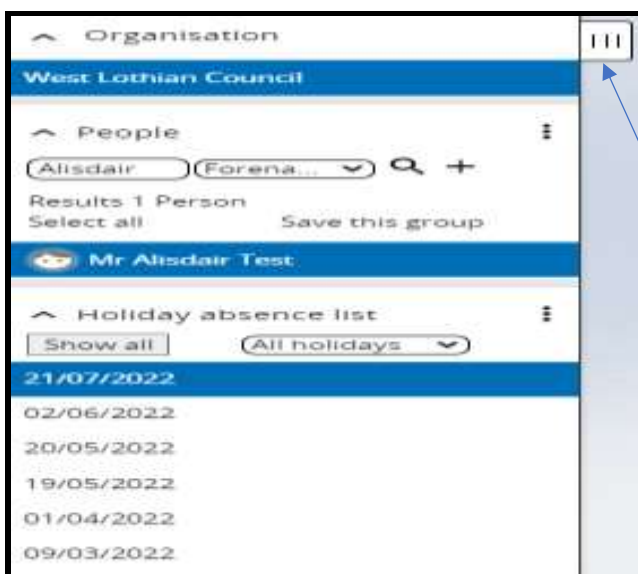 Organisation
West Lothian Council
People
Alisdair Forena...
Results 1 Person
Select all Save this group
Mr Alisdair Test
Holiday absence list
Show all All holidays
21/07/2022
02/06/2022
20/05/2022
19/05/2022
01/04/2022
09/03/2022